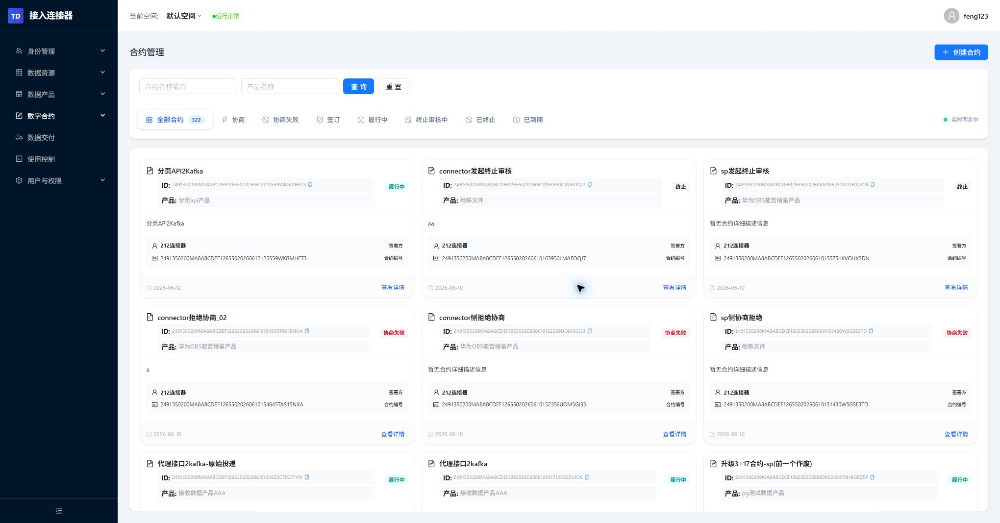 TD 接入连接器
当前空间: 默认空间 运行正常
feng123
身份管理
数据资源
数据产品
数字合约
数据交付
使用控制
用户与权限
合约管理
创建合约
合约名称或ID 产品名称 查 询 重 置
全部合约 322 协商 协商失败 签订 履行中 终止审核中 已终止 已到期 实时同步中
分页API2Kafka
ID: 2491350200MA8ABCDEF12655020260612120559WKGMHF73
履行中
产品: 分页api产品
分页API2Kafka
212连接器 签署方
2491350200MA8ABCDEF12655020260612120559WKGMHF73 合约编号
2026-06-12 查看详情
connector发起终止审核
ID: 2491350200MA8ABCDEF12655020260610163950LMAFOQJ7
终止
产品: 地铁文件
aa
212连接器 签署方
2491350200MA8ABCDEF12655020260610163950LMAFOQJ7 合约编号
2026-06-10 查看详情
sp发起终止审核
ID: 2491350200MA8ABCDEF12655020260610155751XVOHX2DN
终止
产品: 华为OBS能否增量产品
暂无合约详细描述信息
212连接器 签署方
2491350200MA8ABCDEF12655020260610155751XVOHX2DN 合约编号
2026-06-10 查看详情
connector拒绝协商_02
ID: 2491350200MA8ABCDEF12655020260610154845TAS15NXA
协商失败
产品: 华为OBS能否增量产品
a
212连接器 签署方
2491350200MA8ABCDEF12655020260610154845TAS15NXA 合约编号
2026-06-10 查看详情
connector侧拒绝协商
ID: 2491350200MA8ABCDEF12655020260610152356UOM5GI33
协商失败
产品: 华为OBS能否增量产品
暂无合约详细描述信息
212连接器 签署方
2491350200MA8ABCDEF12655020260610152356UOM5GI33 合约编号
2026-06-10 查看详情
sp侧协商拒绝
ID: 2491350200MA8ABCDEF12655020260610151430WSGSE3TD
协商失败
产品: 地铁文件
暂无合约详细描述信息
212连接器 签署方
2491350200MA8ABCDEF12655020260610151430WSGSE3TD 合约编号
2026-06-10 查看详情
代理接口2kafka-原始投递
ID: 2491350200MA8ABCDEF12655020260610105625C7R37FVN
履行中
产品: 接收数据产品AAA
代理接口2kafka
ID: 2491350200MA8ABCDEF12655020260610104714C6SSUIO8
履行中
产品: 接收数据产品AAA
升级3+17合约-sp(前一个作废)
ID: 2491350200MA8ABCDEF126550202606082240470HBGRZ5F
履行中
产品: pg测试数据产品